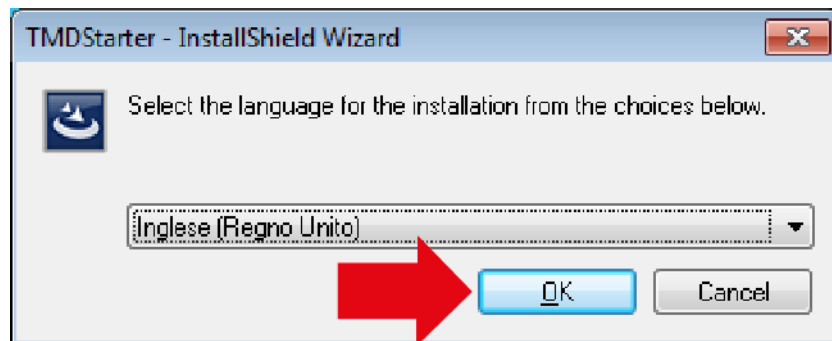 TMDStarter - InstallShield Wizard
Select the language for the installation from the choices below.
Inglese (Regno Unito)
OK Cancel